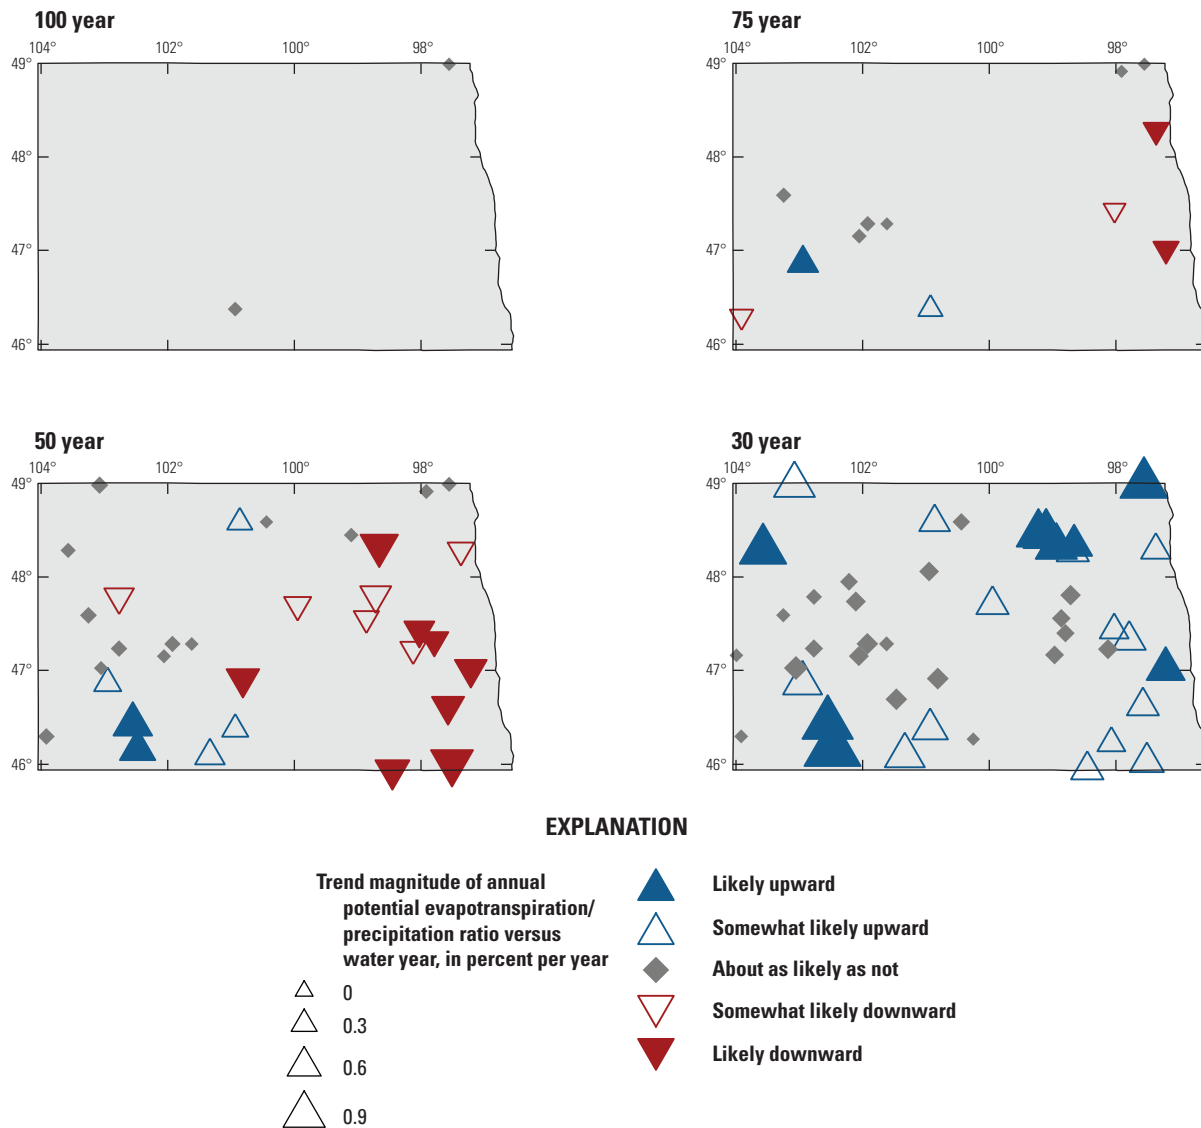 100 year
104° 102° 100° 98°
49°
48°
47°
46°
75 year
104° 102° 100° 98°
49°
48°
47°
46°
50 year
104° 102° 100° 98°
49°
48°
47°
46°
30 year
104° 102° 100° 98°
49°
48°
47°
46°
EXPLANATION
Trend magnitude of annual
potential evapotranspiration/
precipitation ratio versus
water year, in percent per year
0
0.3
0.6
0.9
Likely upward
Somewhat likely upward
About as likely as not
Somewhat likely downward
Likely downward